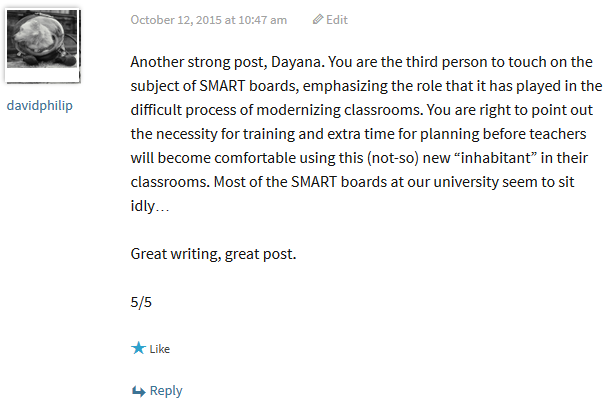 October 12, 2015 at 10:47 am Edit
davidphilip
Another strong post, Dayana. You are the third person to touch on the
subject of SMART boards, emphasizing the role that it has played in the
difficult process of modernizing classrooms. You are right to point out
the necessity for training and extra time for planning before teachers
will become comfortable using this (not-so) new “inhabitant” in their
classrooms. Most of the SMART boards at our university seem to sit
idly…
Great writing, great post.
5/5
Like
Reply